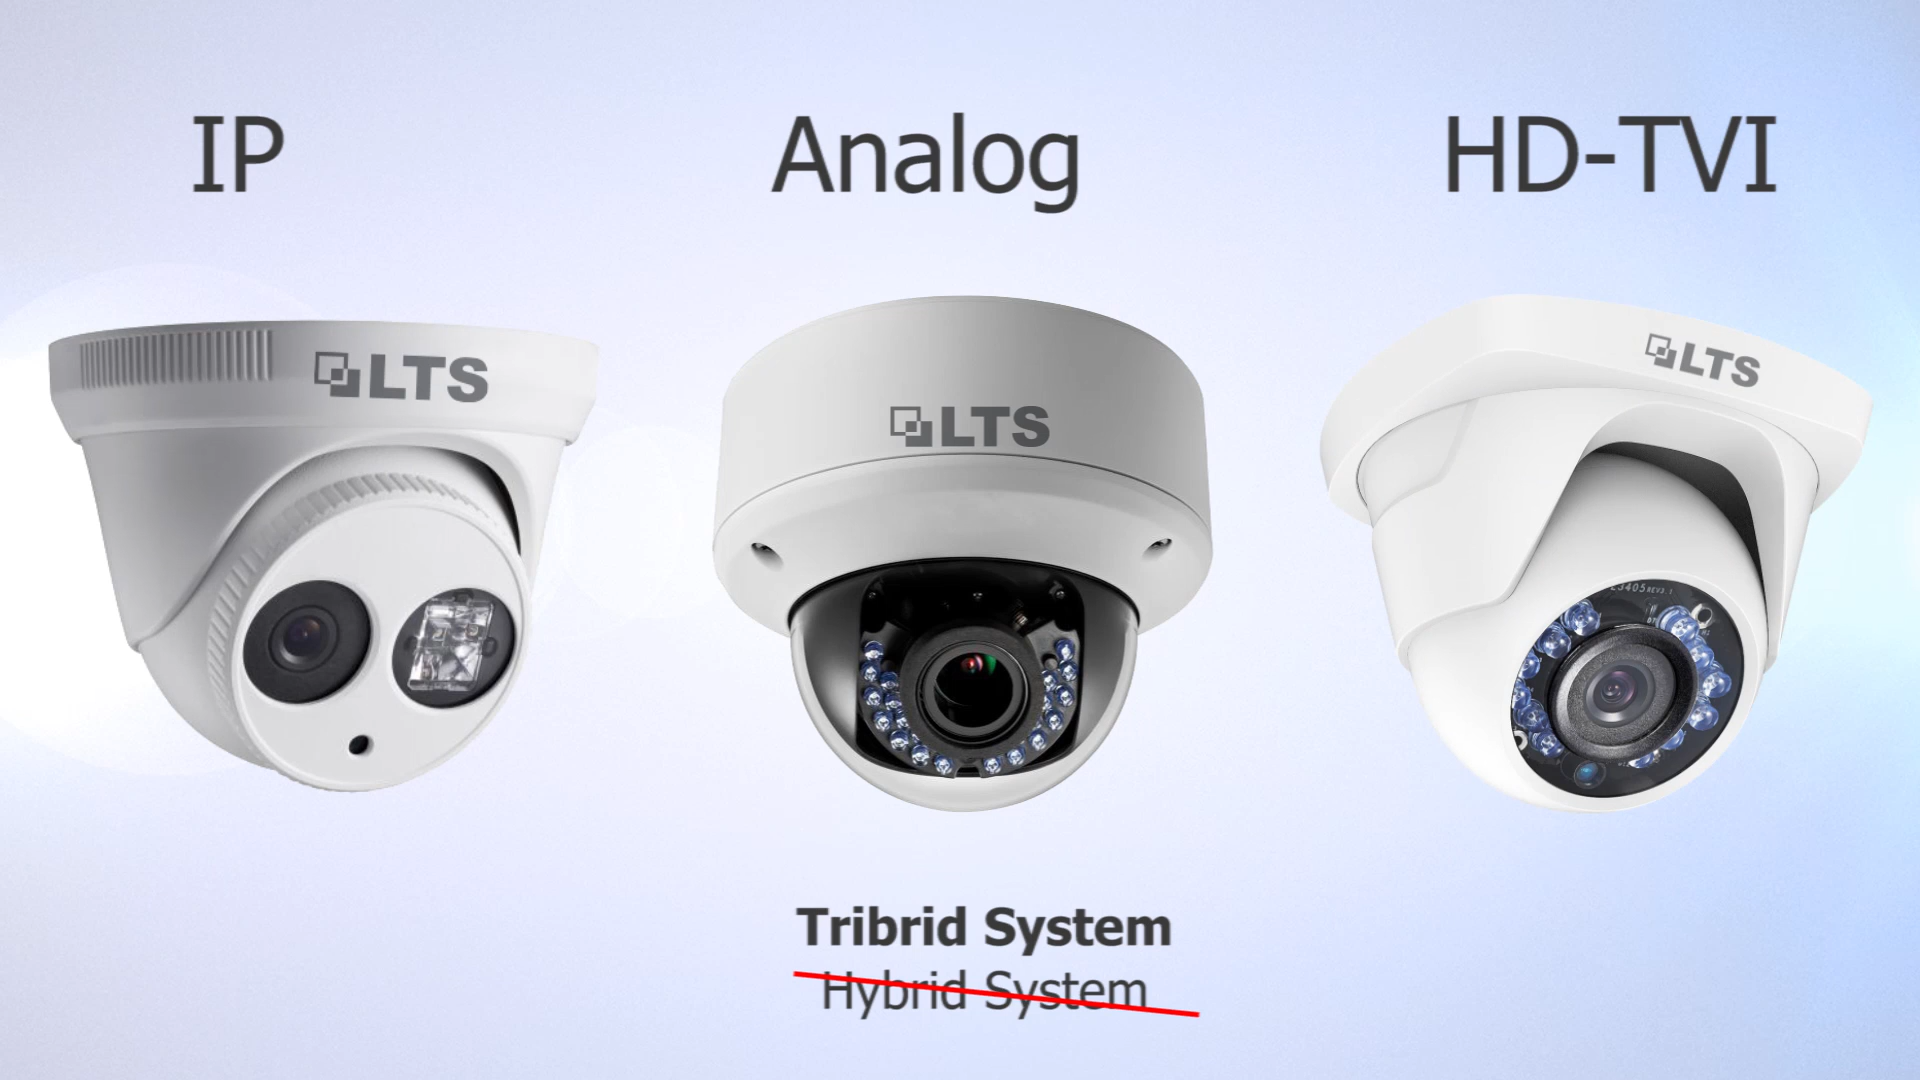 IP
Analog
HD-TVI
LTS
LTS
LTS
Tribrid System
Hybrid System